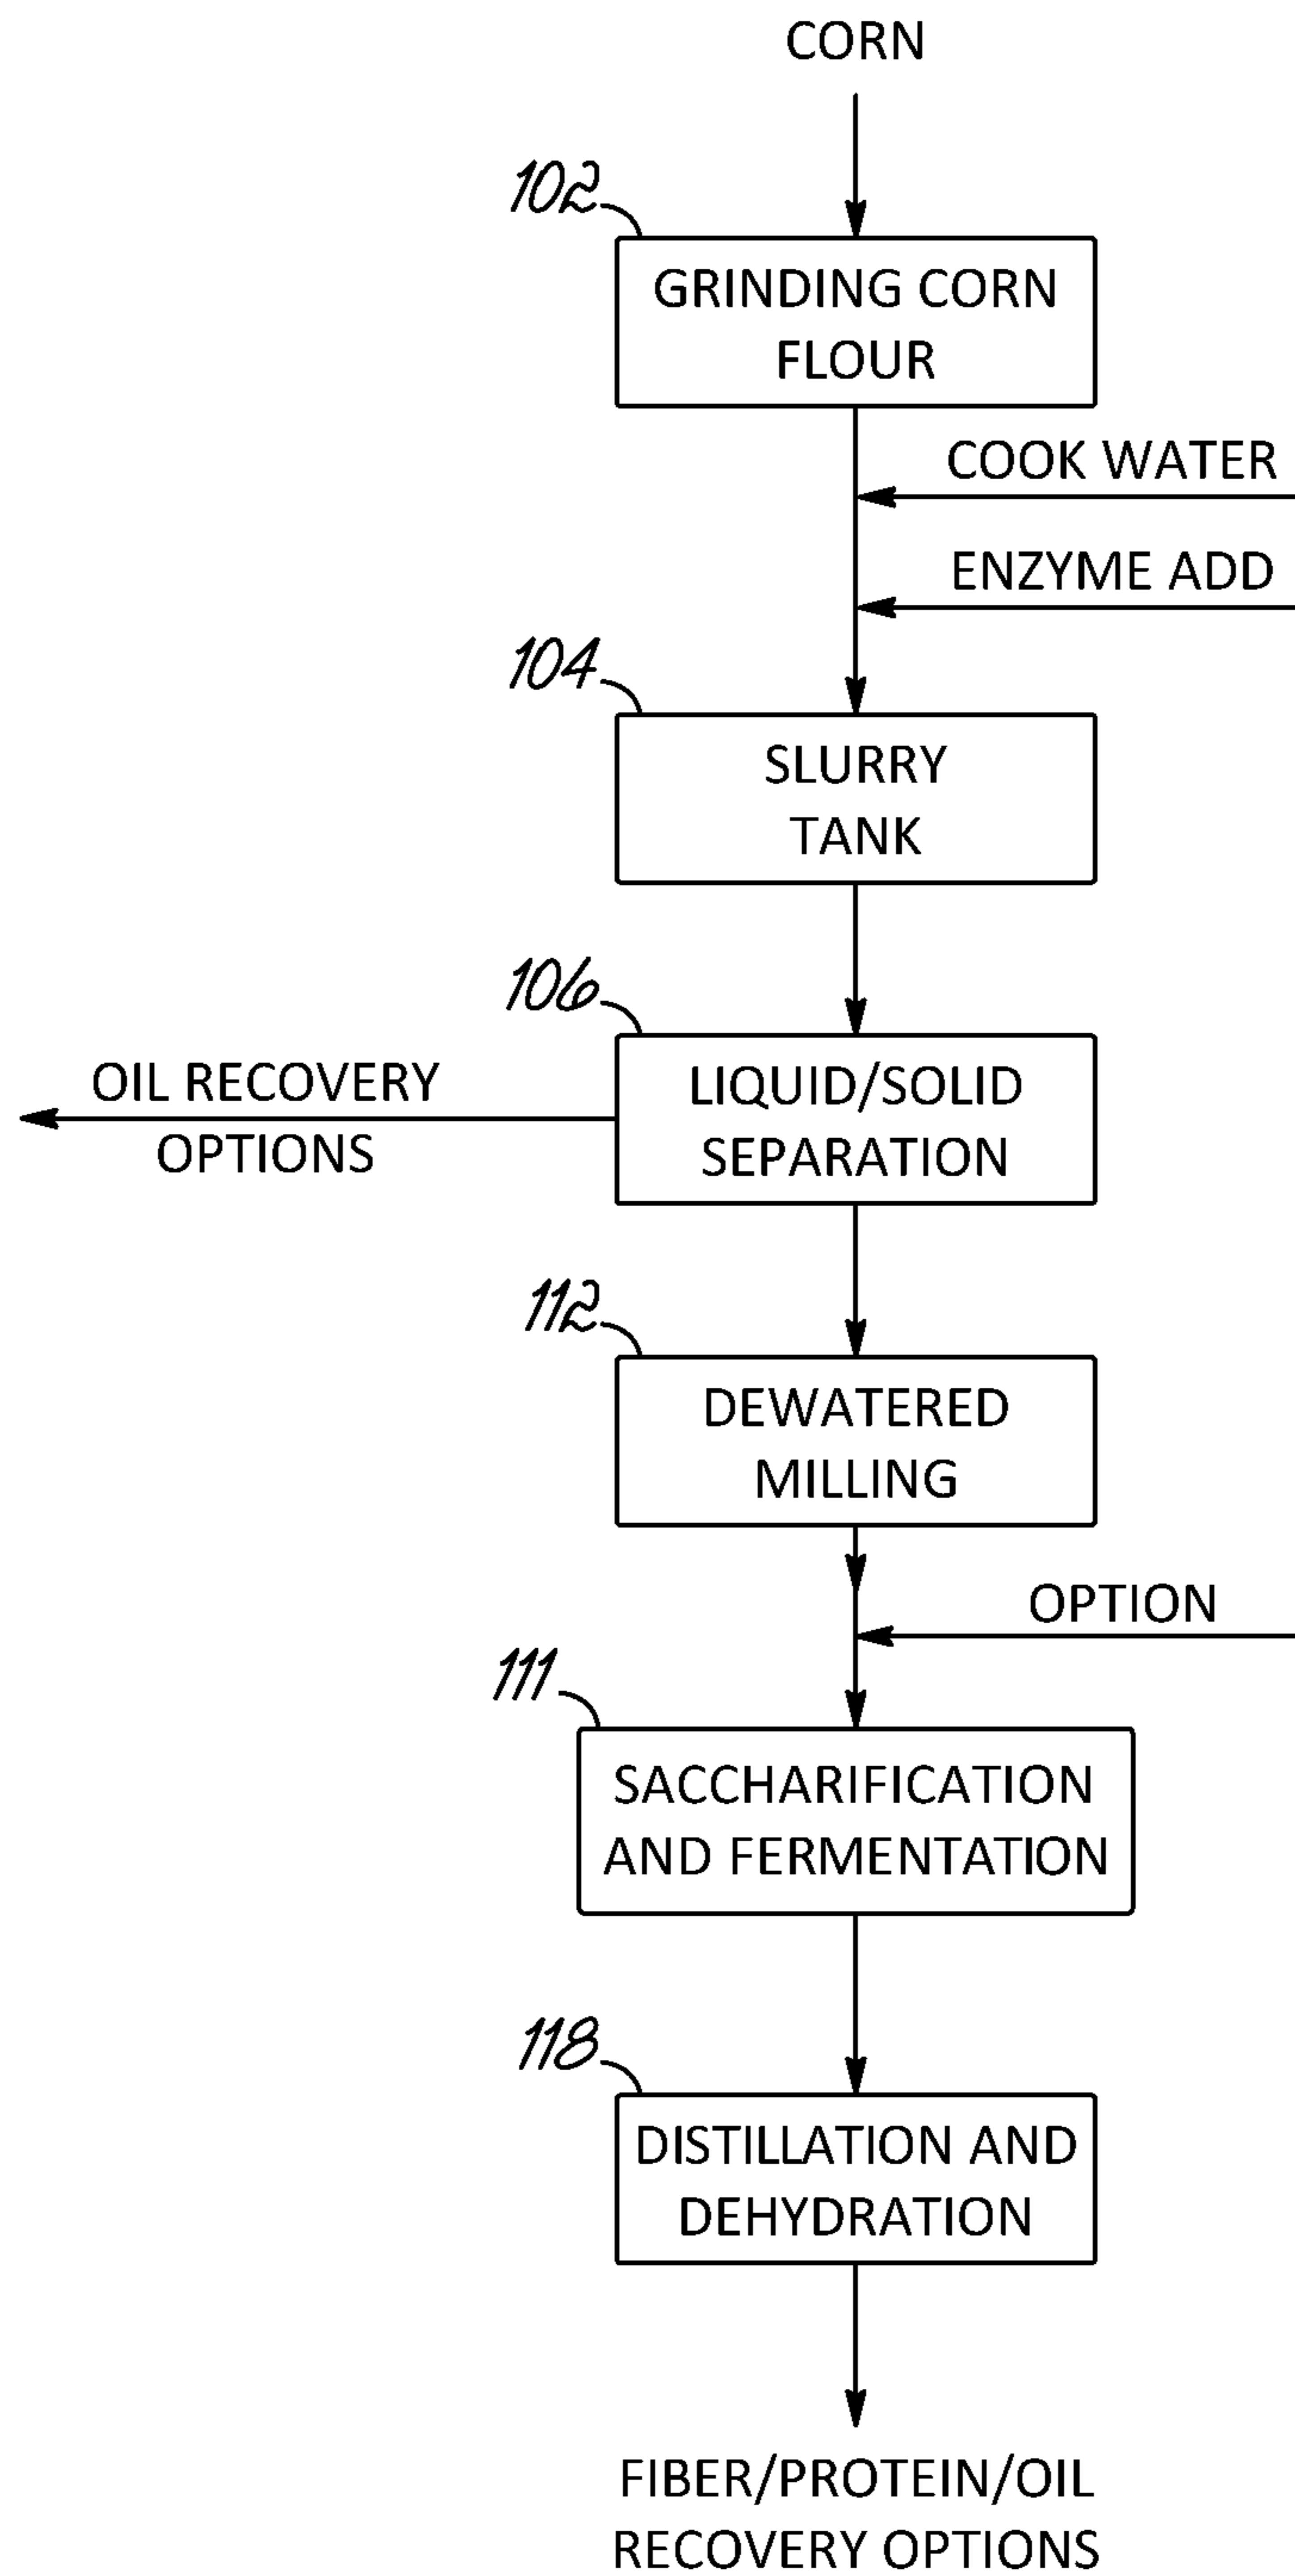 CORN
102
GRINDING CORN
FLOUR
COOK WATER
ENZYME ADD
104
SLURRY
TANK
106
OIL RECOVERY
OPTIONS
LIQUID/SOLID
SEPARATION
112
DEWATERED
MILLING
OPTION
111
SACCHARIFICATION
AND FERMENTATION
118
DISTILLATION AND
DEHYDRATION
FIBER/PROTEIN/OIL
RECOVERY OPTIONS